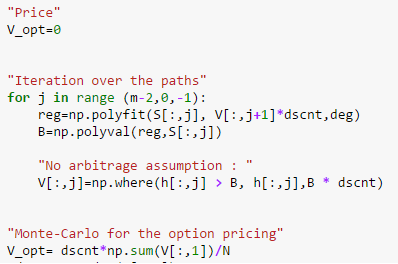 "Price"
V_opt=0
"Iteration over the paths"
for j in range (m-2,0,-1):
reg=np.polyfit(S[:,j], V[:,j+1]*dscnt,deg)
B=np.polyval(reg,S[:,j])
"No arbitrage assumption : "
V[:,j]=np.where(h[:,j] > B, h[:,j],B * dscnt)
"Monte-Carlo for the option pricing"
V_opt= dscnt*np.sum(V[:,1])/N